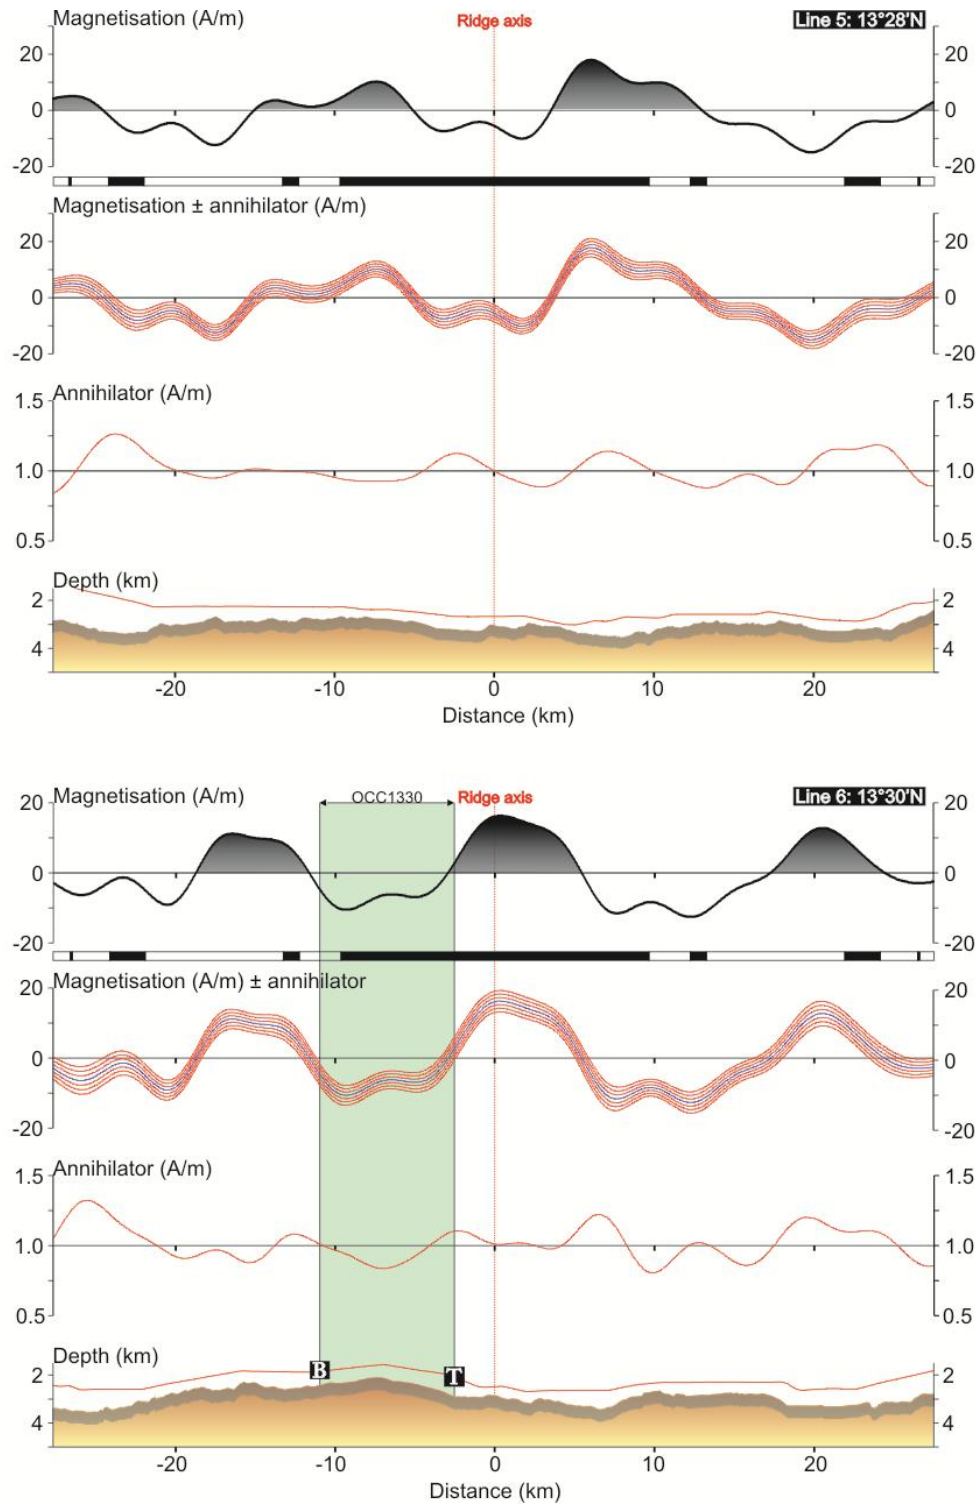 Magnetisation (A/m) Ridge axis Line 5: 13°28'N
20 20
0 0
-20 -20
Magnetisation ± annihilator (A/m)
20 20
0 0
-20 -20
Annihilator (A/m)
1.5 1.5
1.0 1.0
0.5 0.5
Depth (km)
2 2
4 4
-20 -10 0 10 20
Distance (km)
Magnetisation (A/m) OCC1330 Ridge axis Line 6: 13°30'N
20 20
0 0
-20 -20
Magnetisation (A/m) ± annihilator
20 20
0 0
-20 -20
Annihilator (A/m)
1.5 1.5
1.0 1.0
0.5 0.5
Depth (km)
B T
2 2
4 4
-20 -10 0 10 20
Distance (km)